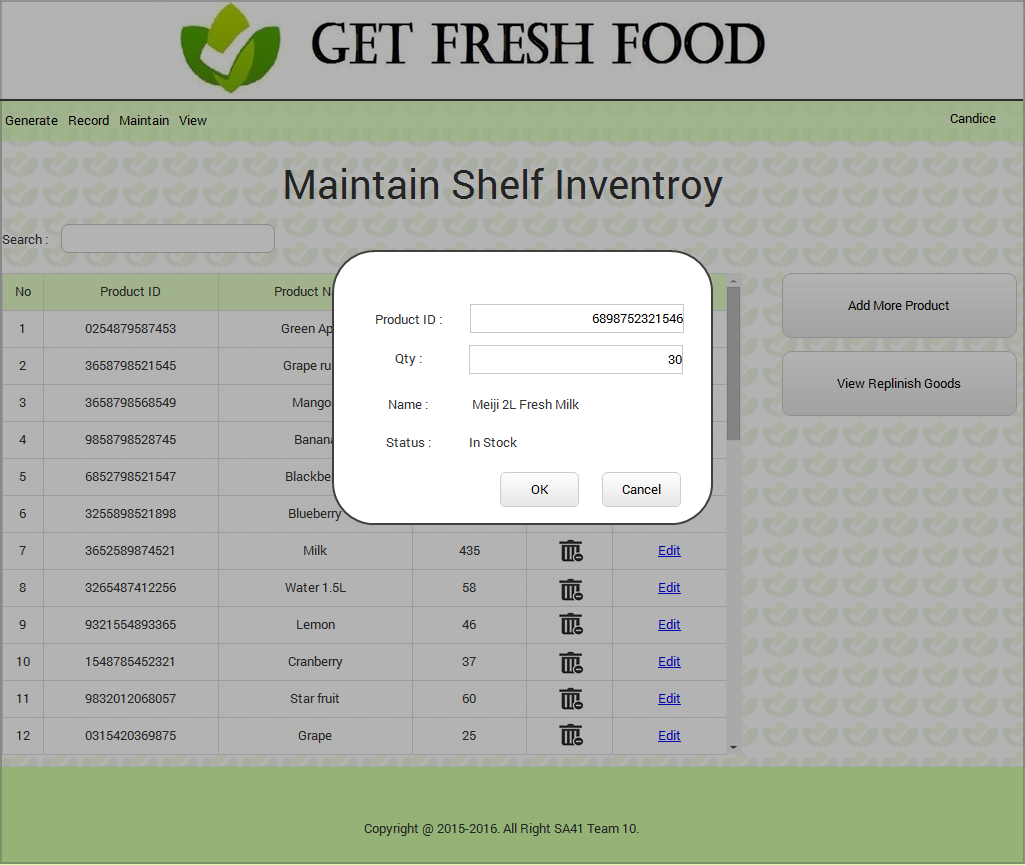 GET FRESH FOOD
Generate Record Maintain View Candice
Maintain Shelf Inventroy
Search :
No Product ID Product N
1 0254879587453 Green Ap
2 3658798521545 Grape ru
3 3658798568549 Mango
4 9858798528745 Banana
5 6852798521547 Blackbe
6 3255898521898 Blueberry
7 3652589874521 Milk 435 Edit
8 3265487412256 Water 1.5L 58 Edit
9 9321554893365 Lemon 46 Edit
10 1548785452321 Cranberry 37 Edit
11 9832012068057 Star fruit 60 Edit
12 0315420369875 Grape 25 Edit
Product ID : 6898752321546
Qty : 30
Name : Meiji 2L Fresh Milk
Status : In Stock
OK Cancel
Add More Product
View Replinish Goods
Copyright @ 2015-2016. All Right SA41 Team 10.